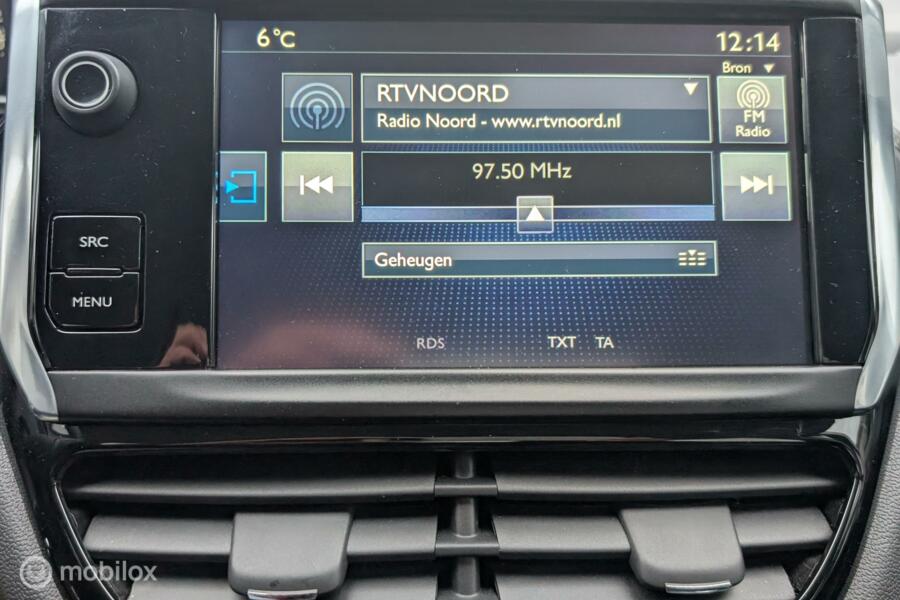 6°C
12:14
Bron
RTVNOORD
Radio Noord - www.rtvnoord.nl
FM
Radio
97.50 MHz
SRC
Geheugen
MENU
RDS TXT TA
mobilox